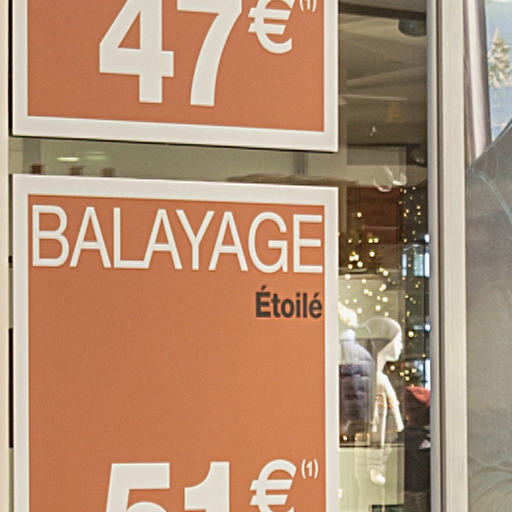 47€(1)
BALAYAGE
Étoilé
51€(1)